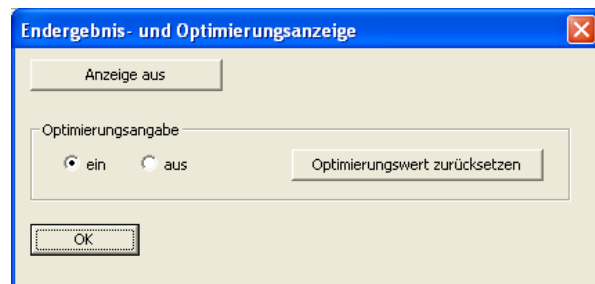 Endergebnis- und Optimierungsanzeige
Anzeige aus
Optimierungsangabe
ein aus Optimierungswert zurücksetzen
OK